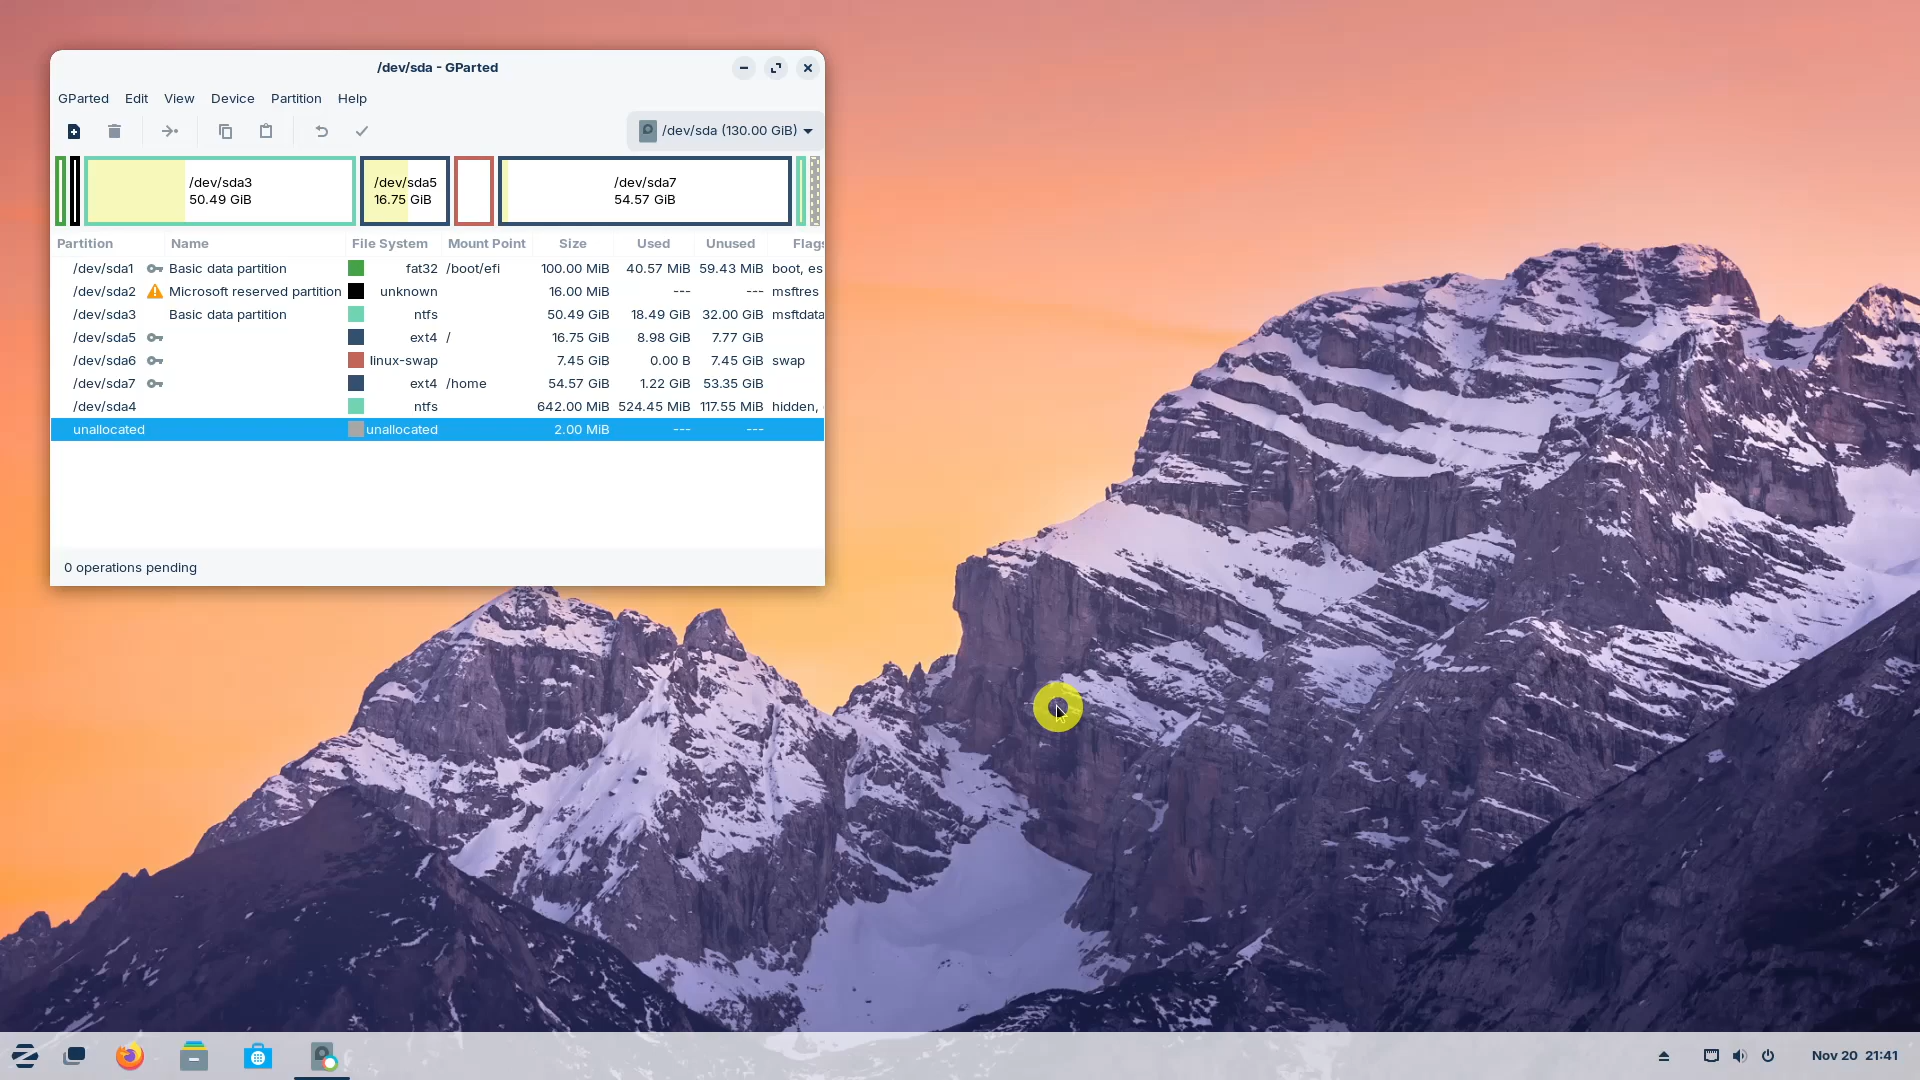 /dev/sda - GParted
GParted Edit View Device Partition Help
/dev/sda (130.00 GiB)
/dev/sda3
50.49 GiB
/dev/sda5
16.75 GiB
/dev/sda7
54.57 GiB
Partition Name File System Mount Point Size Used Unused Flags
/dev/sda1 Basic data partition fat32 /boot/efi 100.00 MiB 40.57 MiB 59.43 MiB boot, es
/dev/sda2 Microsoft reserved partition unknown 16.00 MiB --- --- msftres
/dev/sda3 Basic data partition ntfs 50.49 GiB 18.49 GiB 32.00 GiB msftdata
/dev/sda5 ext4 / 16.75 GiB 8.98 GiB 7.77 GiB
/dev/sda6 linux-swap 7.45 GiB 0.00 B 7.45 GiB swap
/dev/sda7 ext4 /home 54.57 GiB 1.22 GiB 53.35 GiB
/dev/sda4 ntfs 642.00 MiB 524.45 MiB 117.55 MiB hidden,
unallocated unallocated 2.00 MiB --- ---
0 operations pending
Nov 20 21:41